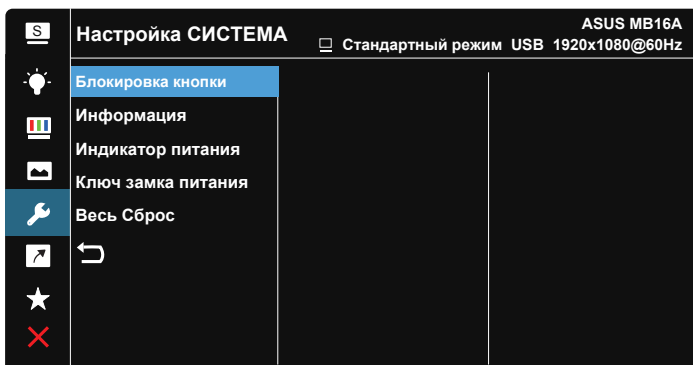 S
Настройка СИСТЕМА
ASUS MB16A
Стандартный режим USB 1920x1080@60Hz
Блокировка кнопки
Информация
Индикатор питания
Ключ замка питания
Весь Сброс